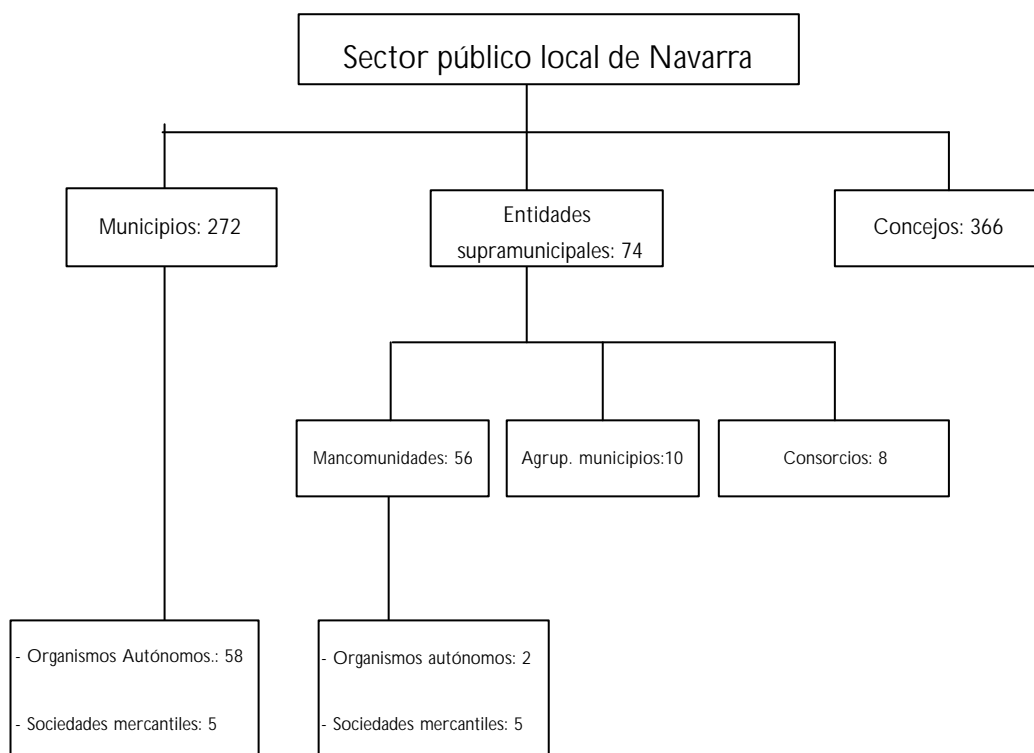 Sector público local de Navarra
Municipios: 272
Entidades
supramunicipales: 74
Concejos: 366
Mancomunidades: 56
Agrup. municipios:10
Consorcios: 8
- Organismos Autónomos.: 58
- Sociedades mercantiles: 5
- Organismos autónomos: 2
- Sociedades mercantiles: 5